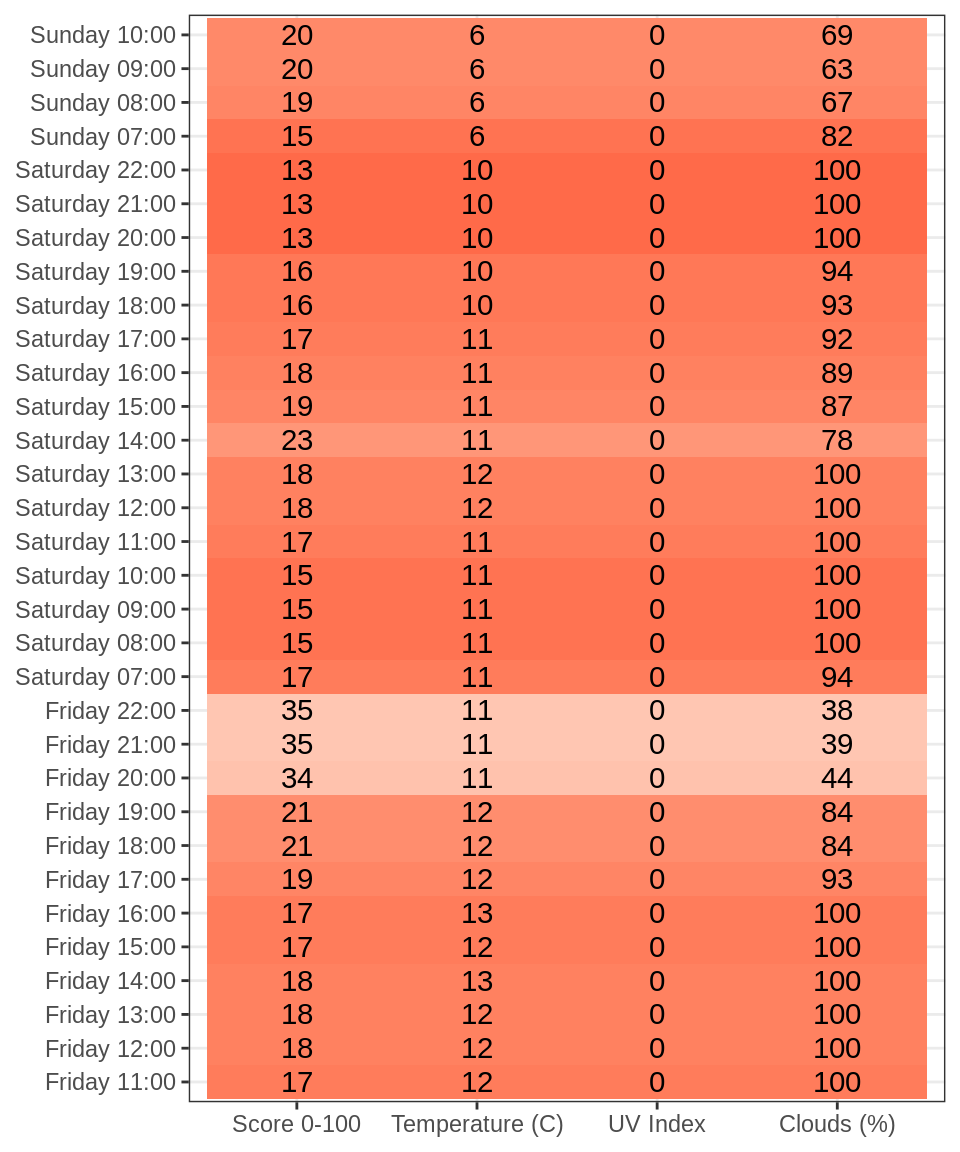 Sunday 10:00 20 6 0 69
Sunday 09:00 20 6 0 63
Sunday 08:00 19 6 0 67
Sunday 07:00 15 6 0 82
Saturday 22:00 13 10 0 100
Saturday 21:00 13 10 0 100
Saturday 20:00 13 10 0 100
Saturday 19:00 16 10 0 94
Saturday 18:00 16 10 0 93
Saturday 17:00 17 11 0 92
Saturday 16:00 18 11 0 89
Saturday 15:00 19 11 0 87
Saturday 14:00 23 11 0 78
Saturday 13:00 18 12 0 100
Saturday 12:00 18 12 0 100
Saturday 11:00 17 11 0 100
Saturday 10:00 15 11 0 100
Saturday 09:00 15 11 0 100
Saturday 08:00 15 11 0 100
Saturday 07:00 17 11 0 94
Friday 22:00 35 11 0 38
Friday 21:00 35 11 0 39
Friday 20:00 34 11 0 44
Friday 19:00 21 12 0 84
Friday 18:00 21 12 0 84
Friday 17:00 19 12 0 93
Friday 16:00 17 13 0 100
Friday 15:00 17 12 0 100
Friday 14:00 18 13 0 100
Friday 13:00 18 12 0 100
Friday 12:00 18 12 0 100
Friday 11:00 17 12 0 100
Score 0-100 Temperature (C) UV Index Clouds (%)